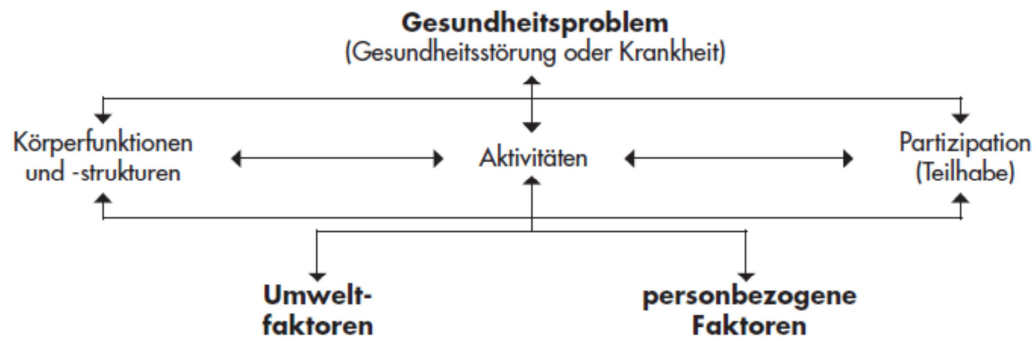 Gesundheitsproblem
(Gesundheitsstörung oder Krankheit)
Körperfunktionen
und -strukturen
Aktivitäten
Partizipation
(Teilhabe)
Umwelt-
faktoren
personbezogene
Faktoren